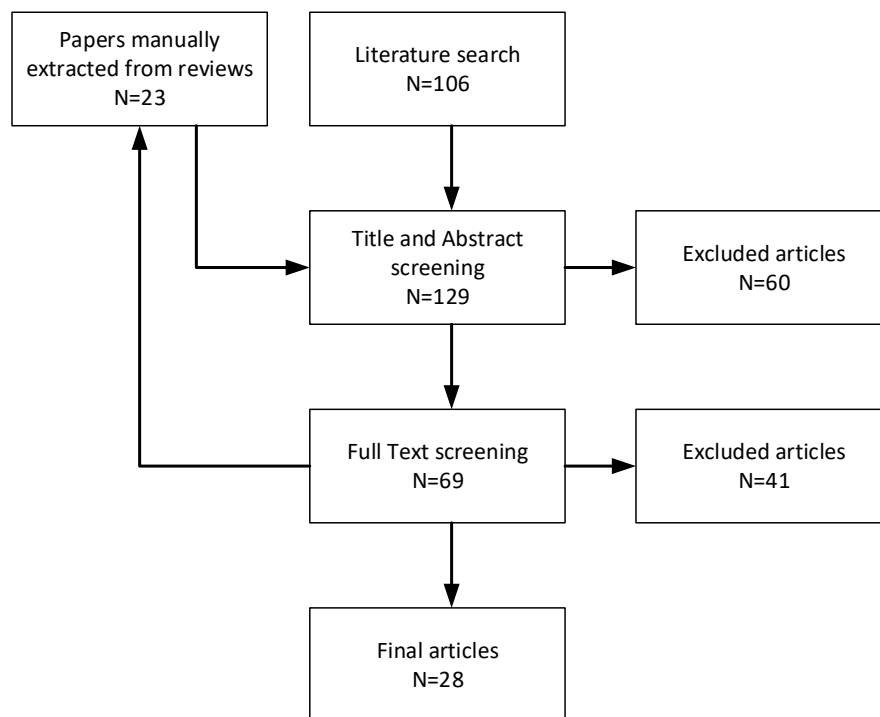 Papers manually
extracted from reviews
N=23
Literature search
N=106
Title and Abstract
screening
N=129
Excluded articles
N=60
Full Text screening
N=69
Excluded articles
N=41
Final articles
N=28